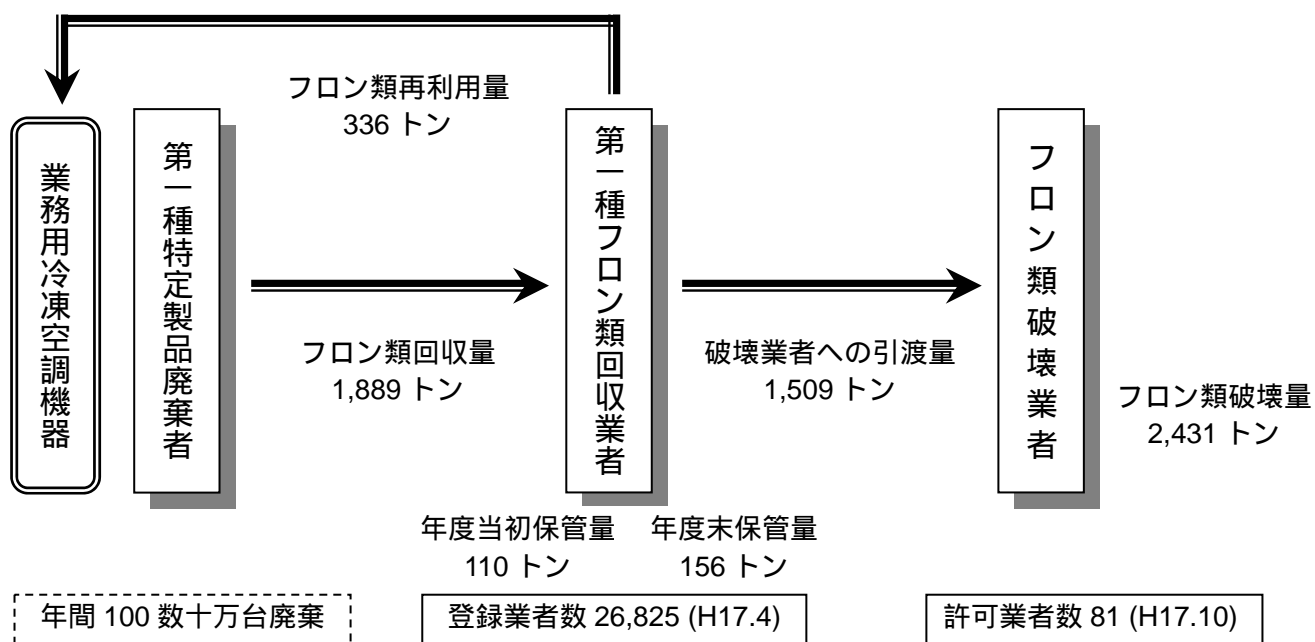 フロン類再利用量
336 トン
業務用冷凍空調機器
第一種特定製品廃棄者
フロン類回収量
1,889 トン
第一種フロン類回収業者
破壊業者への引渡量
1,509 トン
フロン類破壊業者
フロン類破壊量
2,431 トン
年度当初保管量
110 トン
年度末保管量
156 トン
年間 100 数十万台廃棄
登録業者数 26,825 (H17.4)
許可業者数 81 (H17.10)